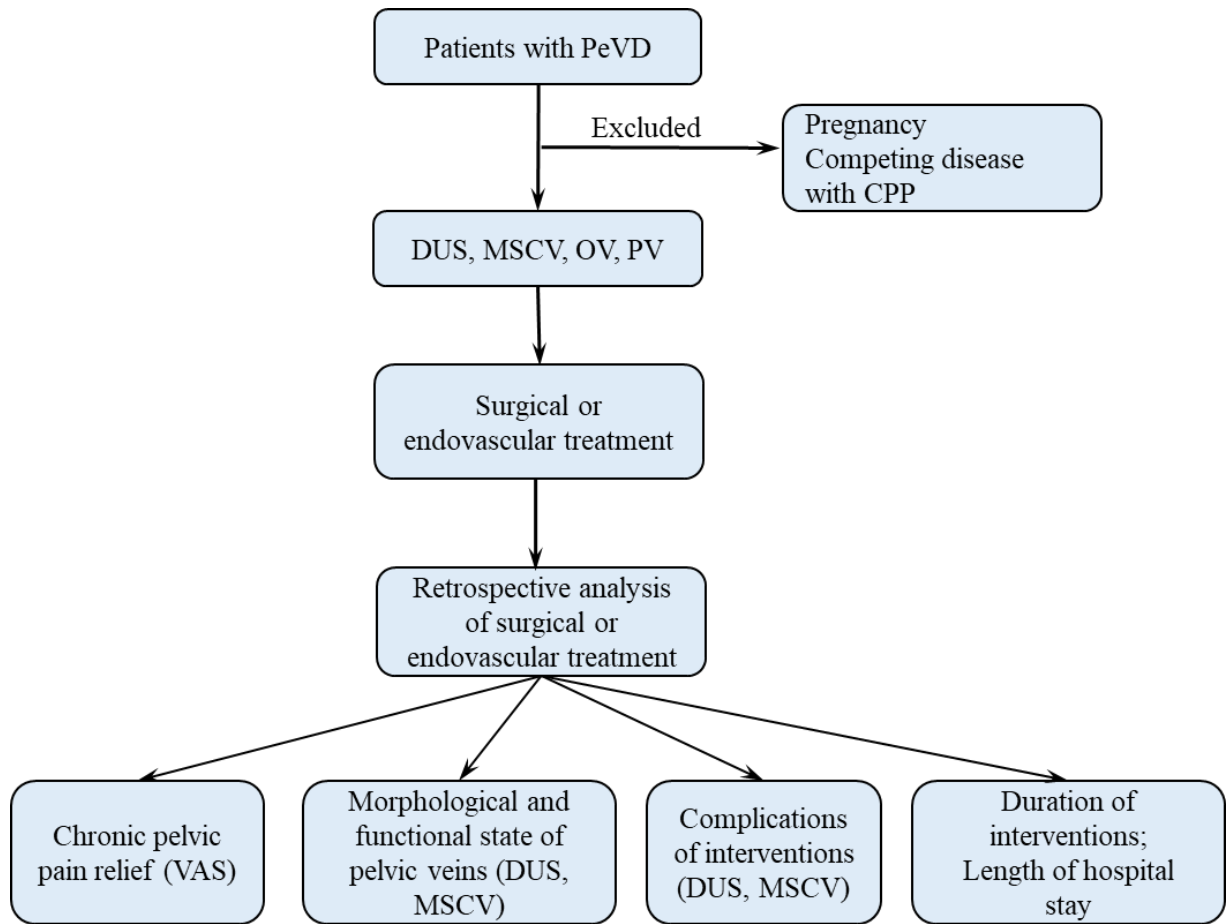 Patients with PeVD
Excluded
Pregnancy
Competing disease
with CPP
DUS, MSCV, OV, PV
Surgical or
endovascular treatment
Retrospective analysis
of surgical or
endovascular treatment
Chronic pelvic
pain relief (VAS)
Morphological and
functional state of
pelvic veins (DUS,
MSCV)
Complications
of interventions
(DUS, MSCV)
Duration of
interventions;
Length of hospital
stay